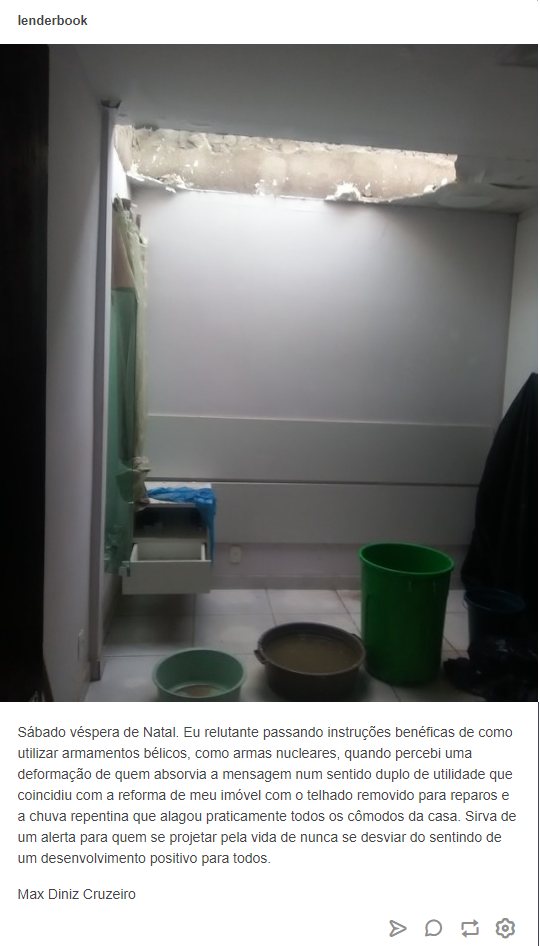 lenderbook
Sábado véspera de Natal. Eu relutante passando instruções benéficas de como
utilizar armamentos bélicos, como armas nucleares, quando percebi uma
deformação de quem absorvia a mensagem num sentido duplo de utilidade que
coincidiu com a reforma de meu imóvel com o telhado removido para reparos e
a chuva repentina que alagou praticamente todos os cômodos da casa. Sirva de
um alerta para quem se projetar pela vida de nunca se desviar do sentindo de
um desenvolvimento positivo para todos.
Max Diniz Cruzeiro